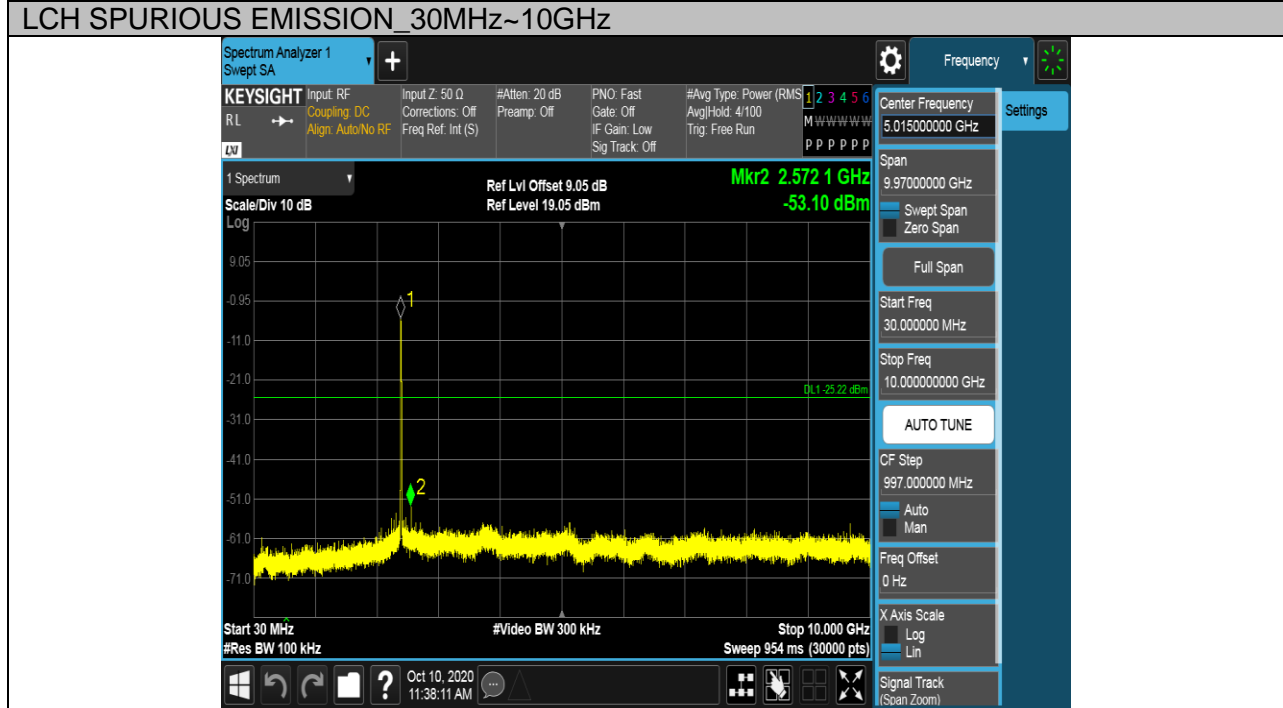 LCH SPURIOUS EMISSION_30MHz~10GHz
Spectrum Analyzer 1
Swept SA
+
Frequency
KEYSIGHT
RL
LXI
Input: RF
Coupling: DC
Align: Auto/No RF
Input Z: 50 Ω
Corrections: Off
Freq Ref: Int (S)
#Atten: 20 dB
Preamp: Off
PNO: Fast
Gate: Off
IF Gain: Low
Sig Track: Off
#Avg Type: Power (RMS
Avg|Hold: 4/100
Trig: Free Run
1 2 3 4 5 6
M W W W W W
P P P P P P
Center Frequency
5.015000000 GHz
Settings
1 Spectrum
Scale/Div 10 dB
Ref Lvl Offset 9.05 dB
Ref Level 19.05 dBm
Mkr2 2.572 1 GHz
-53.10 dBm
Log
9.05
-0.95
-11.0
-21.0
-31.0
-41.0
-51.0
-61.0
-71.0
1
2
DL1 -25.22 dBm
Start 30 MHz
#Res BW 100 kHz
#Video BW 300 kHz
Stop 10.000 GHz
Sweep 954 ms (30000 pts)
Span
9.97000000 GHz
Swept Span
Zero Span
Full Span
Start Freq
30.000000 MHz
Stop Freq
10.000000000 GHz
AUTO TUNE
CF Step
997.000000 MHz
Auto
Man
Freq Offset
0 Hz
X Axis Scale
Log
Lin
Signal Track
(Span Zoom)
?
Oct 10, 2020
11:38:11 AM